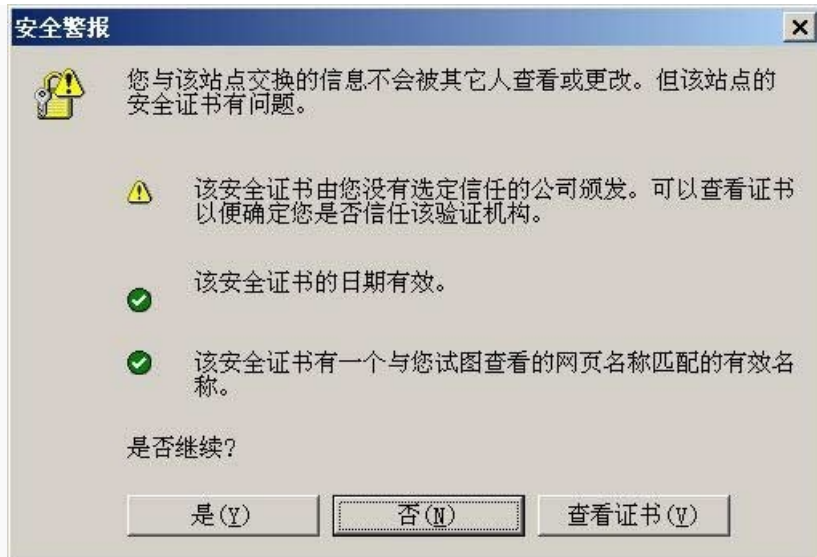 安全警报
您与该站点交换的信息不会被其它人查看或更改。但该站点的
安全证书有问题。
该安全证书由您没有选定信任的公司颁发。可以查看证书
以便确定您是否信任该验证机构。
该安全证书的日期有效。
该安全证书有一个与您试图查看的网页名称匹配的有效名
称。
是否继续?
是(Y) 否(N) 查看证书(V)